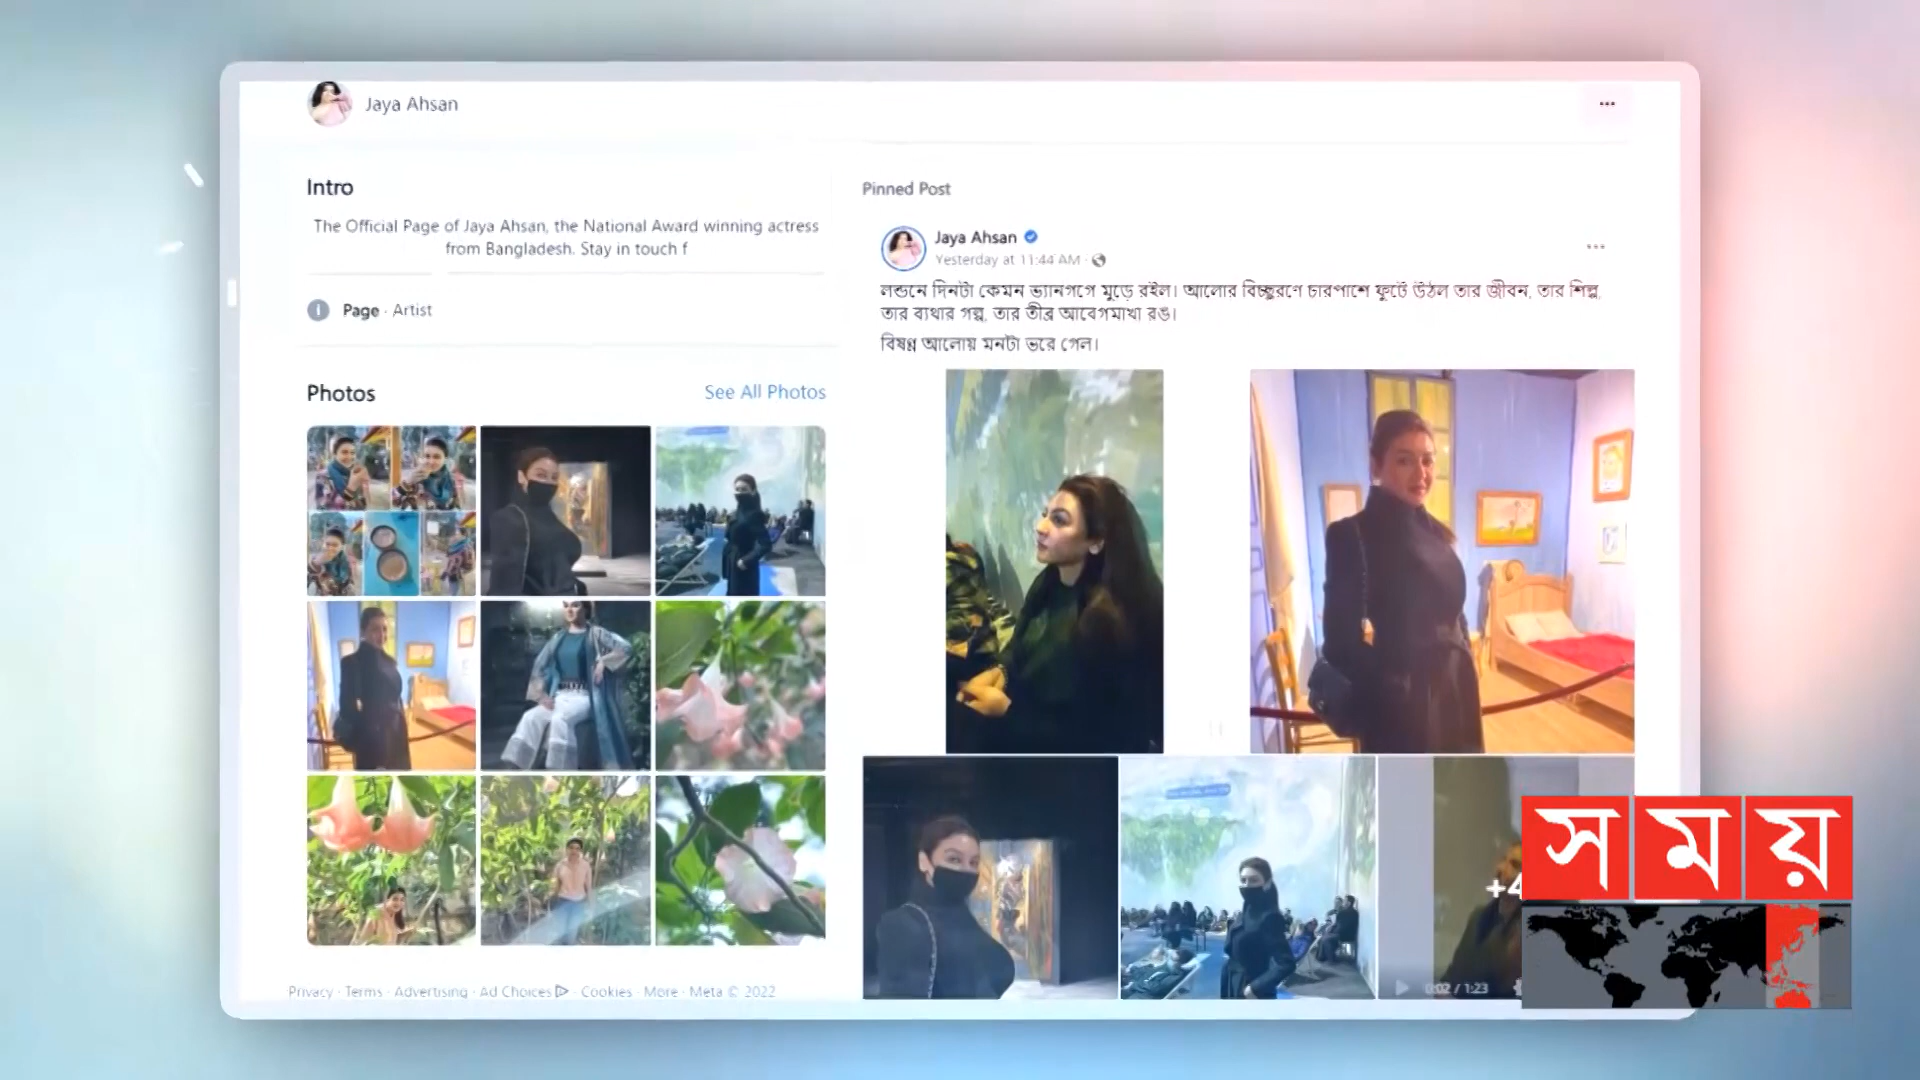 Jaya Ahsan
Intro
The Official Page of Jaya Ahsan, the National Award winning actress
from Bangladesh. Stay in touch f
Page · Artist
Photos
See All Photos
Privacy · Terms · Advertising · Ad Choices · Cookies · More · Meta © 2022
Pinned Post
Jaya Ahsan
Yesterday at 11:44 AM ·
লন্ডনে দিনটা কেমন ভ্যানগগে মুড়ে রইল। আলোর বিচ্ছুরণে চারপাশে ফুটে উঠল তার জীবন, তার শিল্প,
তার ব্যথার গল্প, তার তীব্র আবেগমাখা রঙ।
বিষণ্ণ আলোয় মনটা ভরে গেল।
+4
0:02 / 1:23
সময়